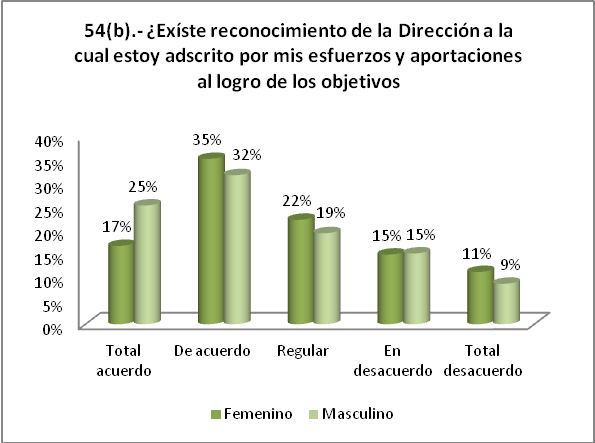 54(b).- ¿Exíste reconocimiento de la Dirección a la
cual estoy adscrito por mis esfuerzos y aportaciones
al logro de los objetivos
40%
35%
30%
25%
20%
15%
10%
5%
0%
17%
25%
35%
32%
22%
19%
15%
15%
11%
9%
Total
acuerdo
De acuerdo
Regular
En
desacuerdo
Total
desacuerdo
Femenino
Masculino